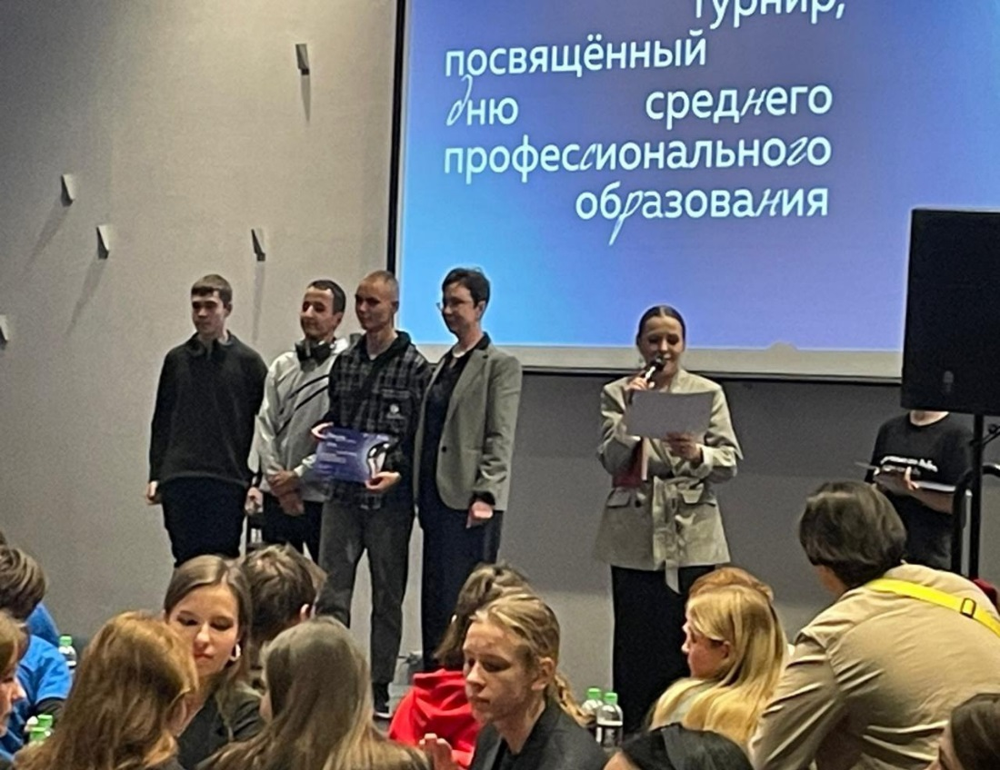 турнир,
посвящённый
дню среднего
профессионального
образования